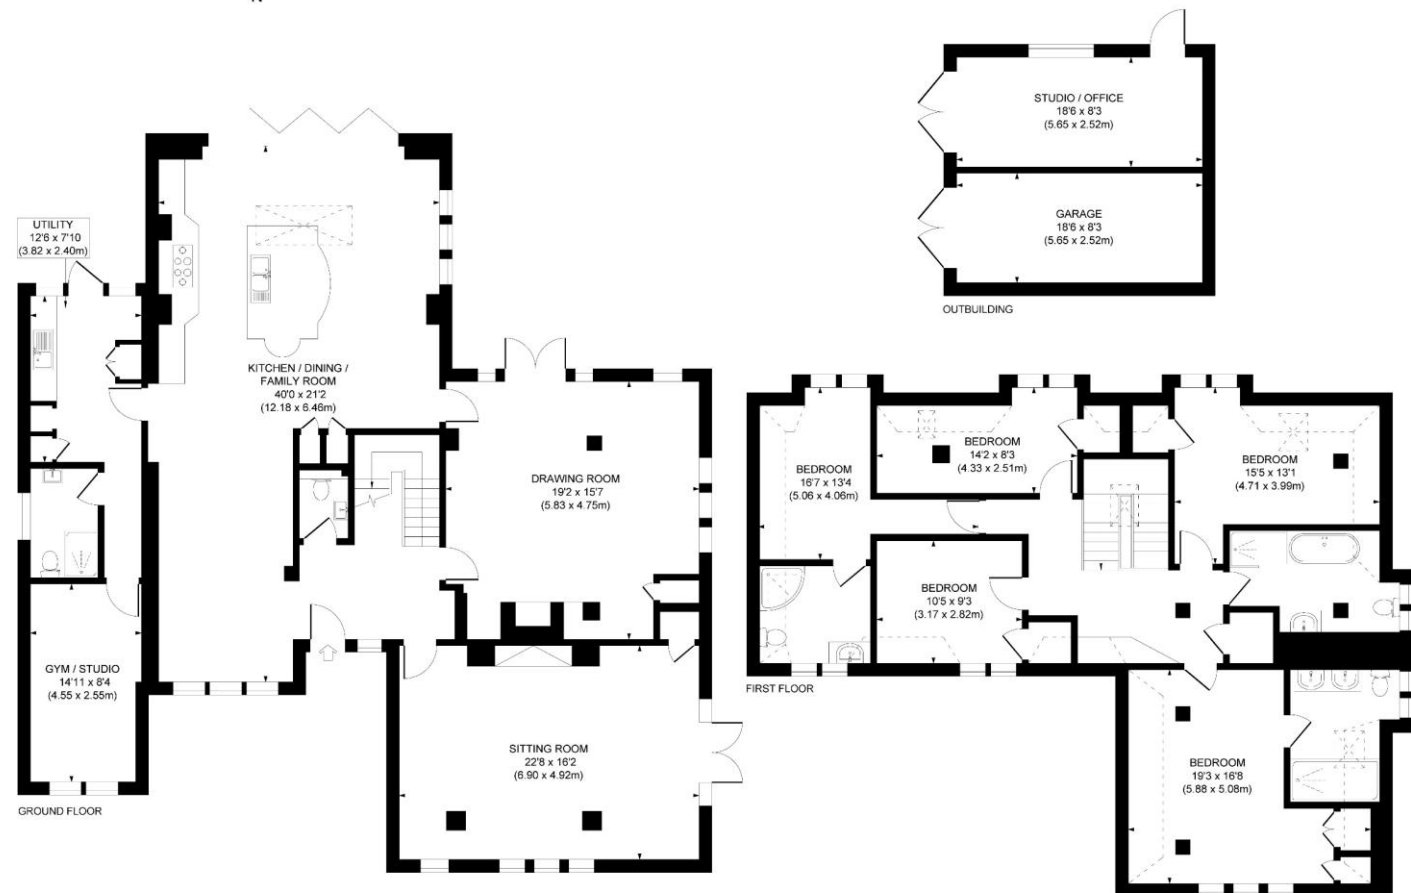 UTILITY
12'6 x 7'10
(3.82 x 2.40m)
KITCHEN / DINING /
FAMILY ROOM
40'0 x 21'2
(12.18 x 6.46m)
DRAWING ROOM
19'2 x 15'7
(5.83 x 4.75m)
GYM / STUDIO
14'11 x 8'4
(4.55 x 2.55m)
SITTING ROOM
22'8 x 16'2
(6.90 x 4.92m)
GROUND FLOOR
STUDIO / OFFICE
18'6 x 8'3
(5.65 x 2.52m)
GARAGE
18'6 x 8'3
(5.65 x 2.52m)
OUTBUILDING
BEDROOM
16'7 x 13'4
(5.06 x 4.06m)
BEDROOM
14'2 x 8'3
(4.33 x 2.51m)
BEDROOM
15'5 x 13'1
(4.71 x 3.99m)
BEDROOM
10'5 x 9'3
(3.17 x 2.82m)
FIRST FLOOR
BEDROOM
19'3 x 16'8
(5.88 x 5.08m)